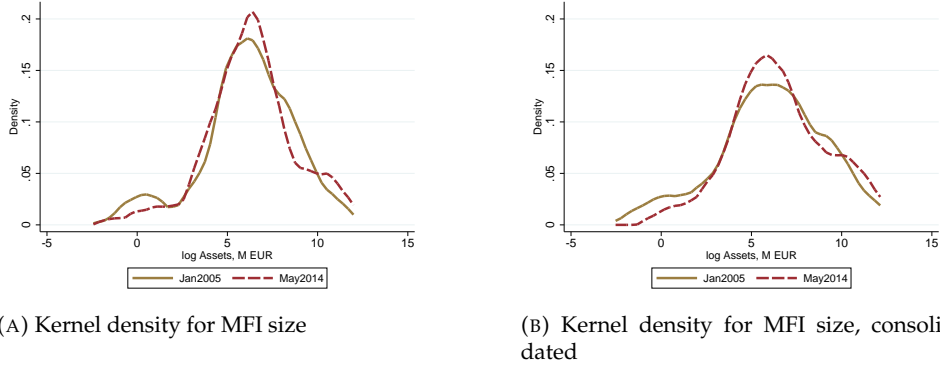 .2
.15
.1
.05
0
Density
-5 0 5 10 15
log Assets, M EUR
Jan2005 May2014
(A) Kernel density for MFI size
.2
.15
.1
.05
0
Density
-5 0 5 10 15
log Assets, M EUR
Jan2005 May2014
(B) Kernel density for MFI size, consoli
dated